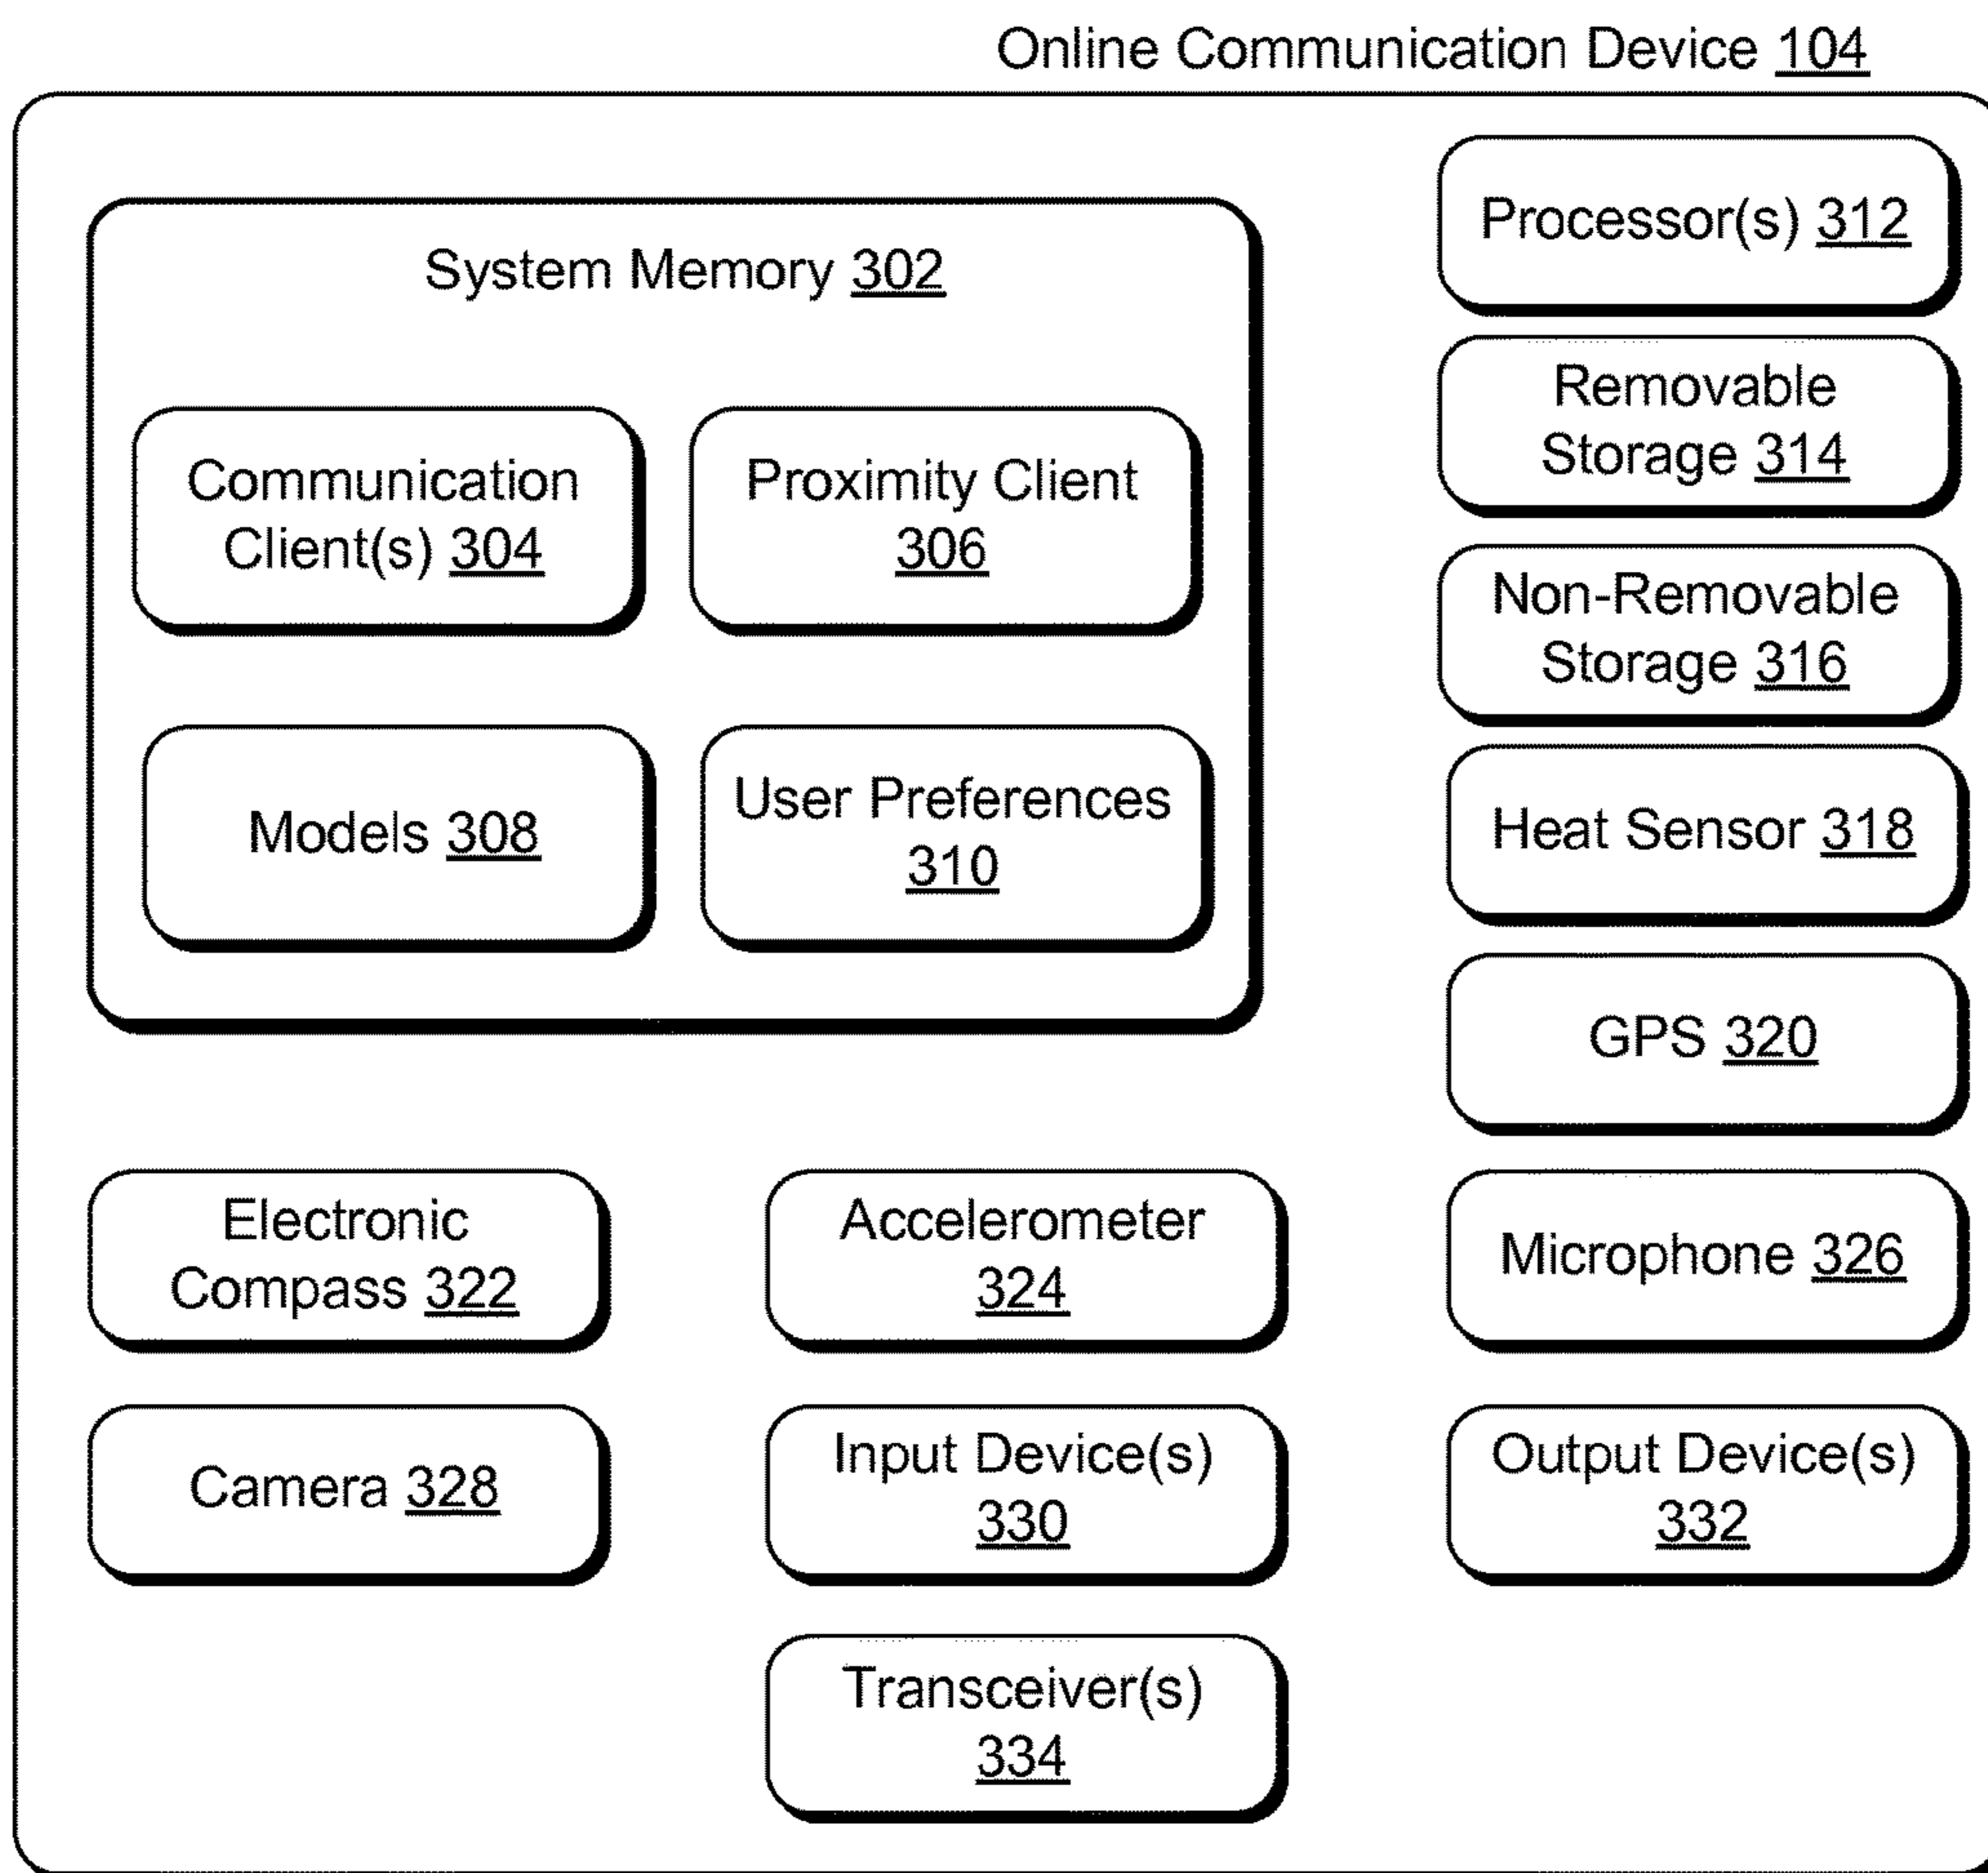 Online Communication Device 104
System Memory 302
Communication
Client(s) 304
Proximity Client
306
Models 308
User Preferences
310
Processor(s) 312
Removable
Storage 314
Non-Removable
Storage 316
Heat Sensor 318
GPS 320
Electronic
Compass 322
Accelerometer
324
Microphone 326
Camera 328
Input Device(s)
330
Output Device(s)
332
Transceiver(s)
334